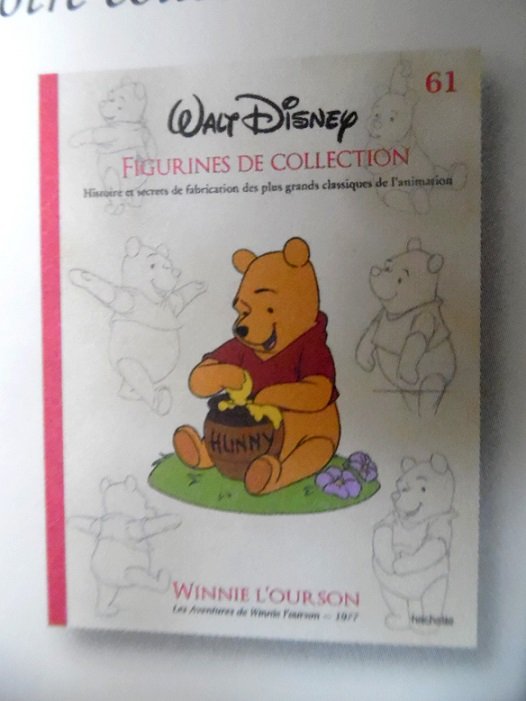 61
WALT DISNEY
FIGURINES DE COLLECTION
Histoire et secrets de fabrication des plus grands classiques de l'animation
HUNNY
WINNIE L'OURSON
Les Aventures de Winnie l'ourson — 1977
hachette